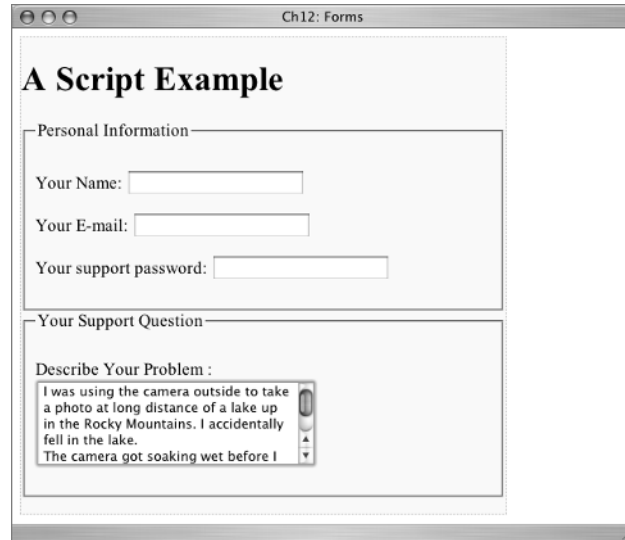 Ch12: Forms
A Script Example
Personal Information
Your Name:
Your E-mail:
Your support password:
Your Support Question
Describe Your Problem :
I was using the camera outside to take
a photo at long distance of a lake up
in the Rocky Mountains. I accidentally
fell in the lake.
The camera got soaking wet before I